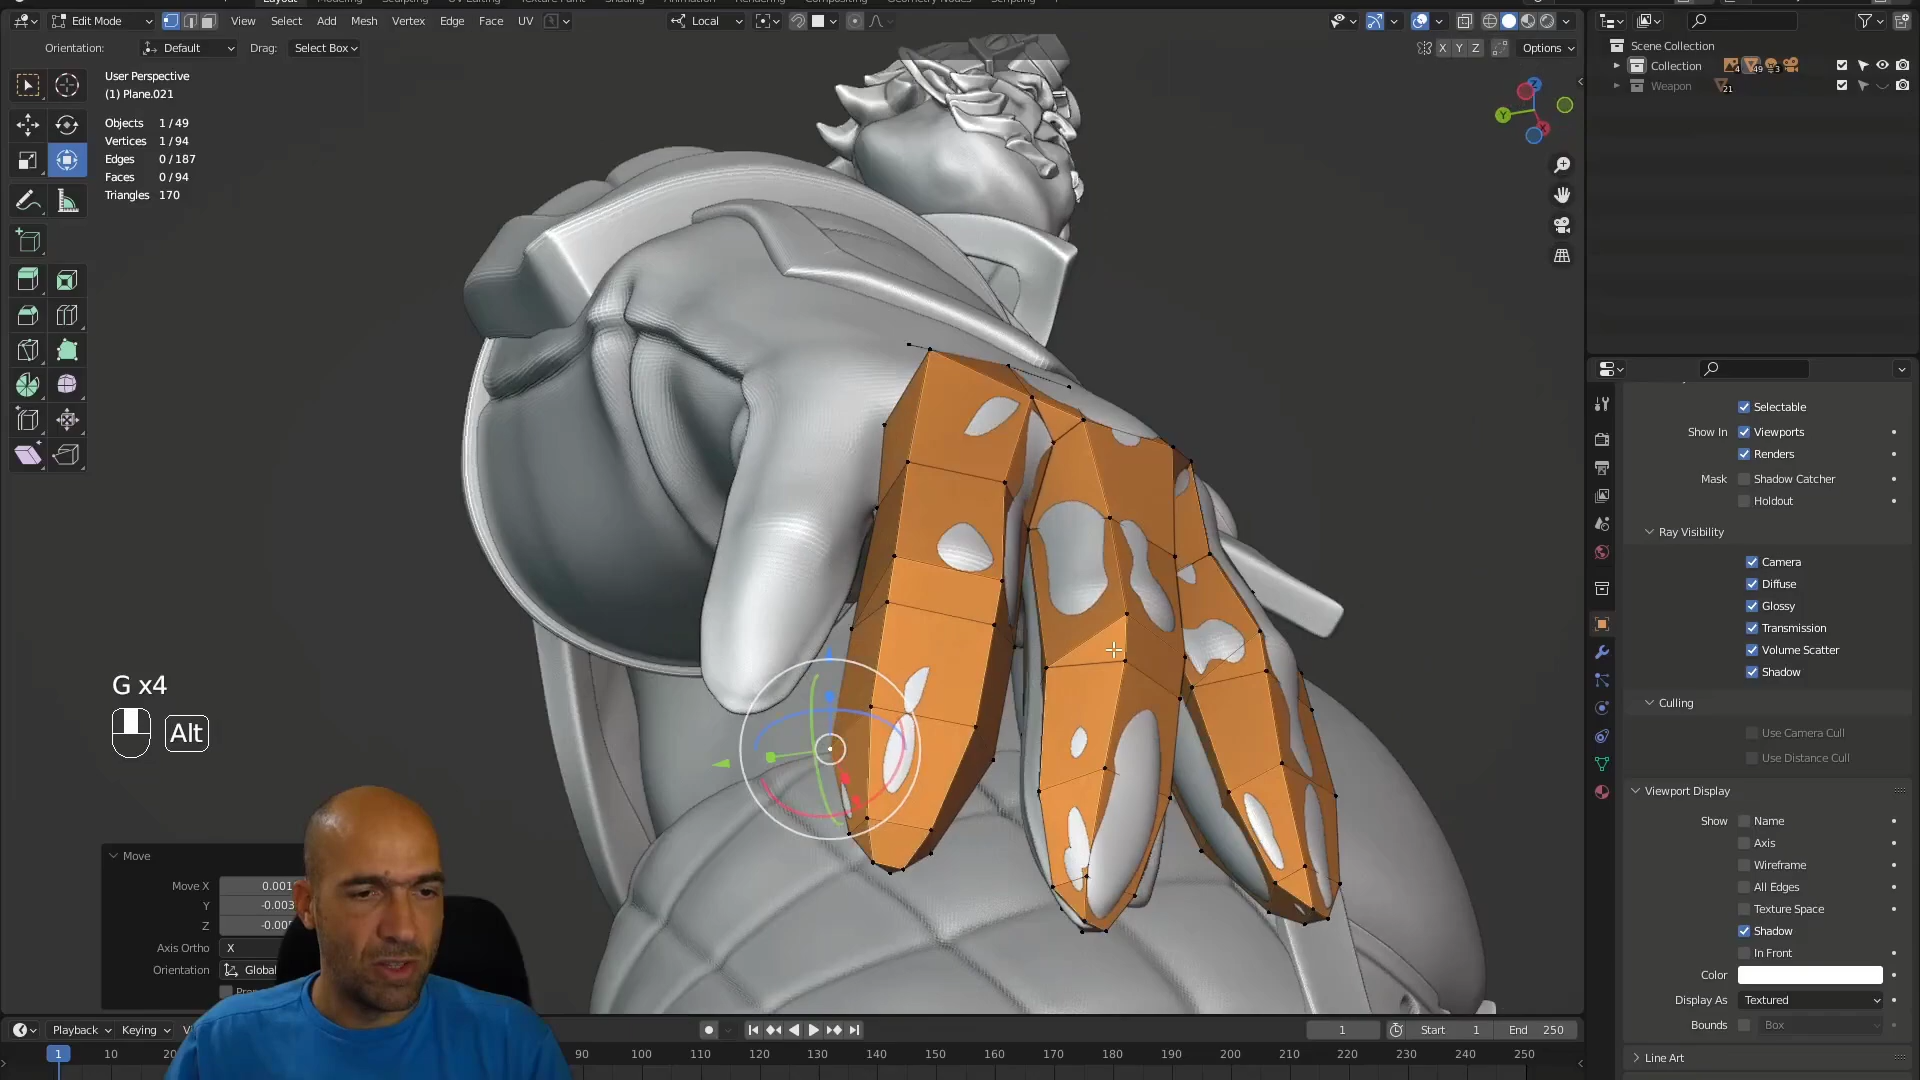 Layout
Edit Mode
View
Select
Add
Mesh
Vertex
Edge
Face
UV
Local
Orientation:
Default
Drag:
Select Box
X
Y
Z
Options
User Perspective
(1) Plane.021
Objects 1 / 49
Vertices 1 / 94
Edges 0 / 187
Faces 0 / 94
Triangles 170
Z
Y
X
Scene Collection
Collection
4
49
3
Weapon
21
Selectable
Show In
Viewports
Renders
Mask
Shadow Catcher
Holdout
Ray Visibility
Camera
Diffuse
Glossy
Transmission
Volume Scatter
Shadow
Culling
Use Camera Cull
Use Distance Cull
Viewport Display
Show
Name
Axis
Wireframe
All Edges
Texture Space
Shadow
In Front
Color
Display As
Textured
Bounds
Box
Line Art
G x4
Alt
Move
Move X
0.001
Y
-0.003
Z
Axis Ortho
X
Orientation
Global
Playback
Keying
1
Start 1
End 250
1
10
90
100
110
120
130
140
150
160
170
180
190
200
210
220
230
240
250